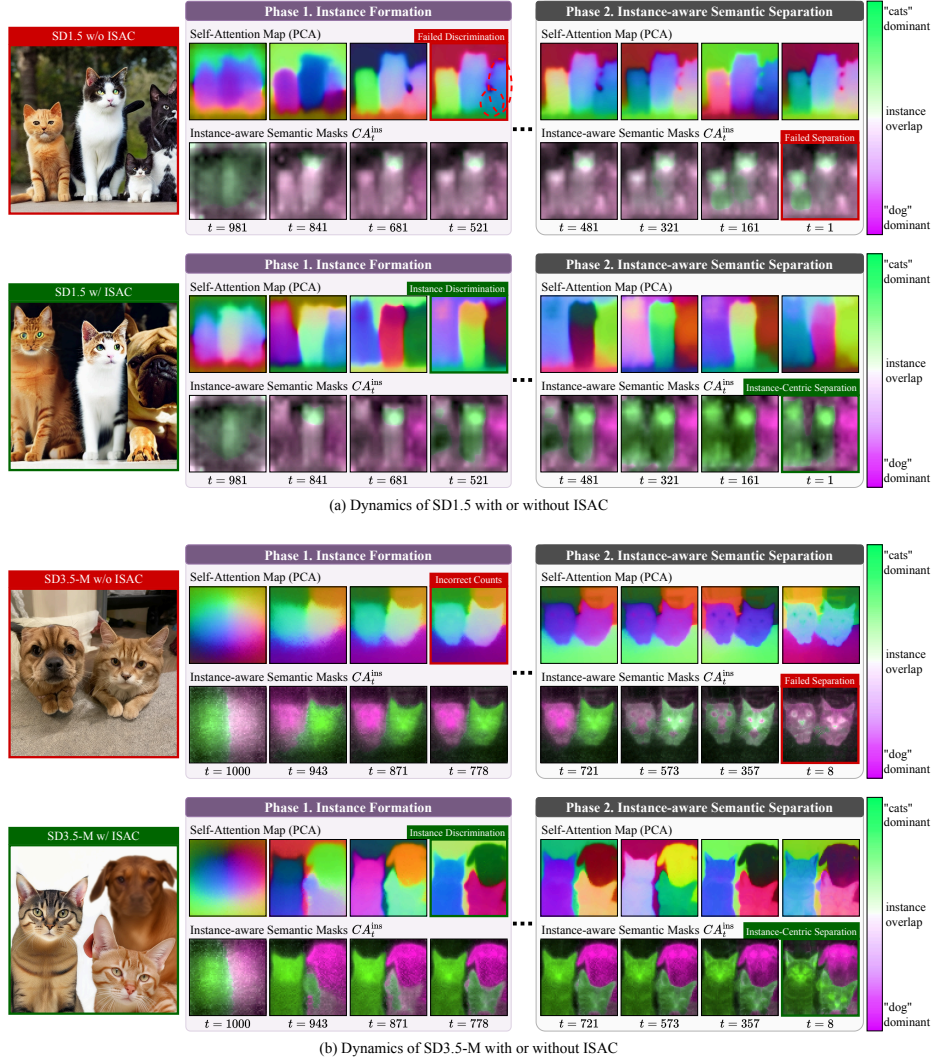 Phase 1. Instance Formation
Phase 2. Instance-aware Semantic Separation
"cats"
dominant
SD1.5 w/o ISAC
Self-Attention Map (PCA)
Failed Discrimination
Self-Attention Map (PCA)
instance
overlap
Instance-aware Semantic Masks CA_t^ins
...
Instance-aware Semantic Masks CA_t^ins
Failed Separation
"dog"
dominant
t = 981
t = 841
t = 681
t = 521
t = 481
t = 321
t = 161
t = 1
Phase 1. Instance Formation
Phase 2. Instance-aware Semantic Separation
"cats"
dominant
SD1.5 w/ ISAC
Self-Attention Map (PCA)
Instance Discrimination
Self-Attention Map (PCA)
instance
overlap
Instance-aware Semantic Masks CA_t^ins
...
Instance-aware Semantic Masks CA_t^ins
Instance-Centric Separation
"dog"
dominant
t = 981
t = 841
t = 681
t = 521
t = 481
t = 321
t = 161
t = 1
(a) Dynamics of SD1.5 with or without ISAC
Phase 1. Instance Formation
Phase 2. Instance-aware Semantic Separation
"cats"
dominant
SD3.5-M w/o ISAC
Self-Attention Map (PCA)
Incorrect Counts
Self-Attention Map (PCA)
instance
overlap
Instance-aware Semantic Masks CA_t^ins
...
Instance-aware Semantic Masks CA_t^ins
Failed Separation
"dog"
dominant
t = 1000
t = 943
t = 871
t = 778
t = 721
t = 573
t = 357
t = 8
Phase 1. Instance Formation
Phase 2. Instance-aware Semantic Separation
"cats"
dominant
SD3.5-M w/ ISAC
Self-Attention Map (PCA)
Instance Discrimination
Self-Attention Map (PCA)
instance
overlap
Instance-aware Semantic Masks CA_t^ins
...
Instance-aware Semantic Masks CA_t^ins
Instance-Centric Separation
"dog"
dominant
t = 1000
t = 943
t = 871
t = 778
t = 721
t = 573
t = 357
t = 8
(b) Dynamics of SD3.5-M with or without ISAC